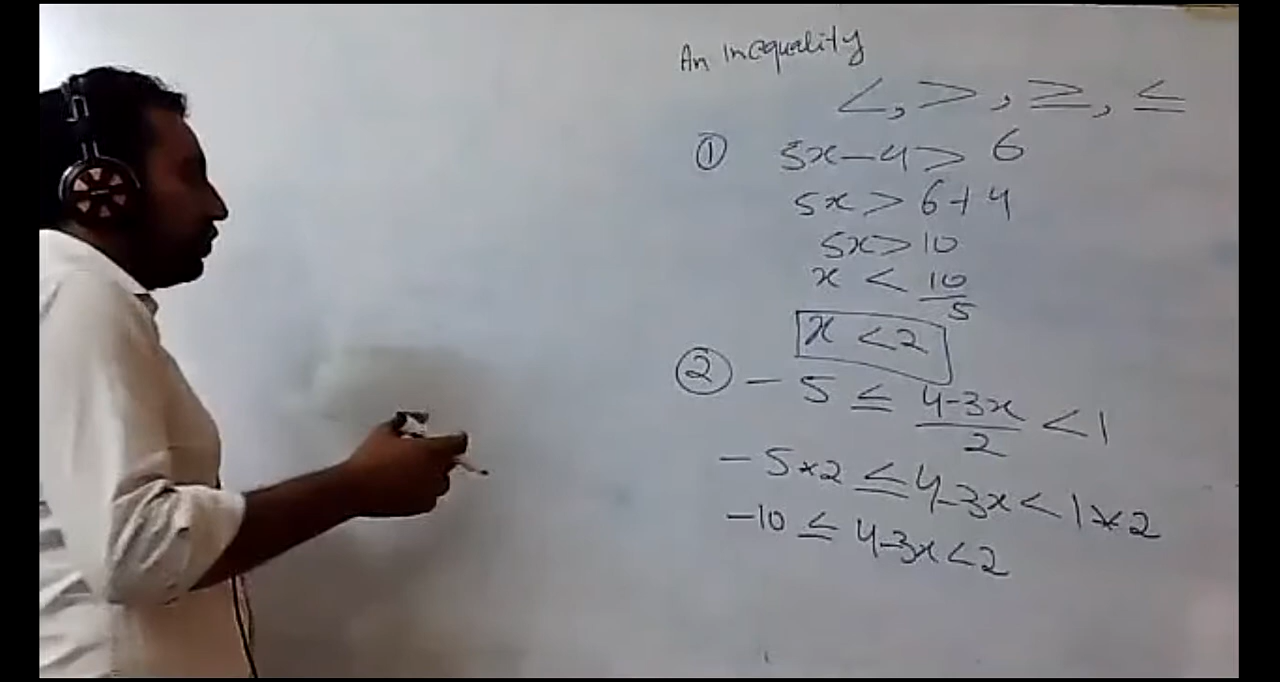 An Inequality
<, >, ≥, ≤
① 5x-4> 6
5x > 6+4
5x>10
x < 10/5
x <2
② -5 ≤ 4-3x/2 <1
-5*2 ≤ 4-3x < 1*2
-10 ≤ 4-3x<2